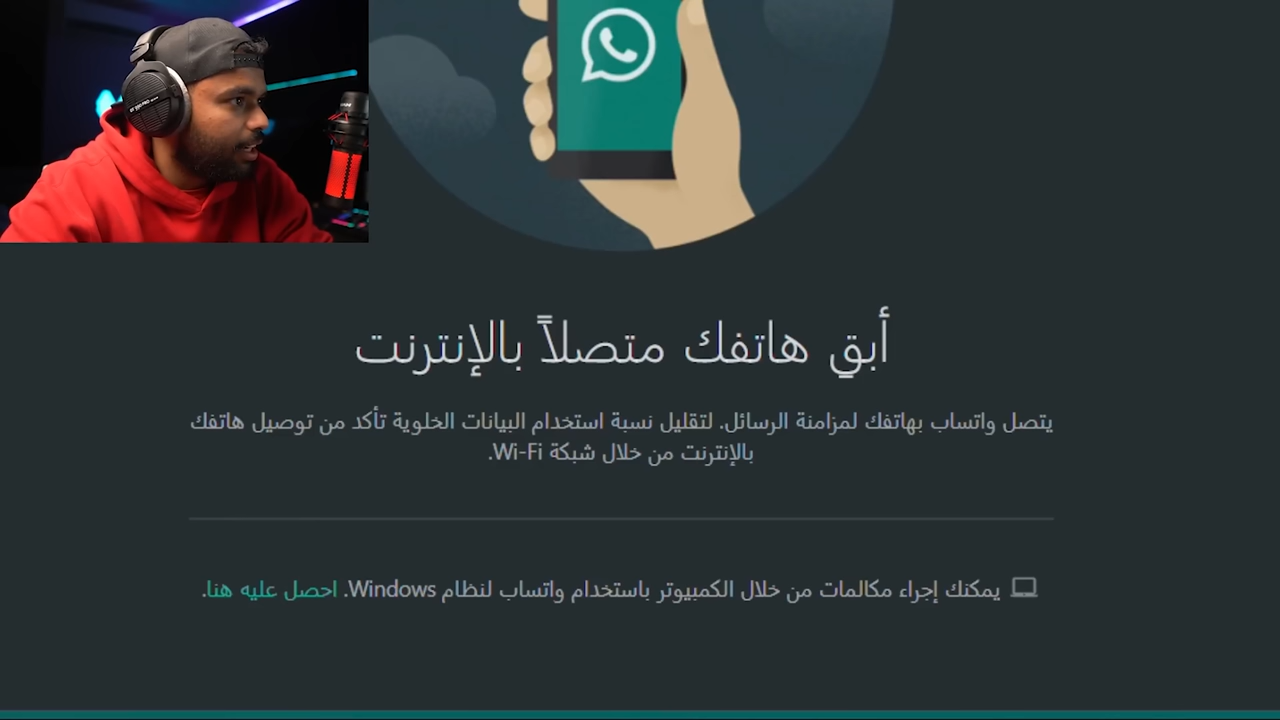 أبقِ هاتفك متصلاً بالإنترنت
يتصل واتساب بهاتفك لمزامنة الرسائل. لتقليل نسبة استخدام البيانات الخلوية تأكد من توصيل هاتفك
بالإنترنت من خلال شبكة Wi-Fi.
يمكنك إجراء مكالمات من خلال الكمبيوتر باستخدام واتساب لنظام Windows. احصل عليه هنا.